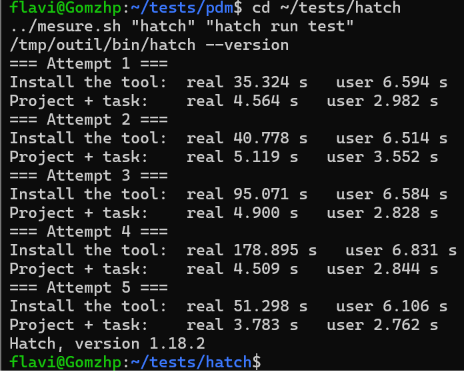 flavi@Gomzhp:~/tests/pdm$ cd ~/tests/hatch
../mesure.sh "hatch" "hatch run test"
/tmp/outil/bin/hatch --version
=== Attempt 1 ===
Install the tool:  real 35.324 s   user 6.594 s
Project + task:    real 4.564 s  user 2.982 s
=== Attempt 2 ===
Install the tool:  real 40.778 s   user 6.514 s
Project + task:    real 5.119 s  user 3.552 s
=== Attempt 3 ===
Install the tool:  real 95.071 s   user 6.584 s
Project + task:    real 4.900 s  user 2.828 s
=== Attempt 4 ===
Install the tool:  real 178.895 s   user 6.831 s
Project + task:    real 4.509 s  user 2.844 s
=== Attempt 5 ===
Install the tool:  real 51.298 s   user 6.106 s
Project + task:    real 3.783 s  user 2.762 s
Hatch, version 1.18.2
flavi@Gomzhp:~/tests/hatch$